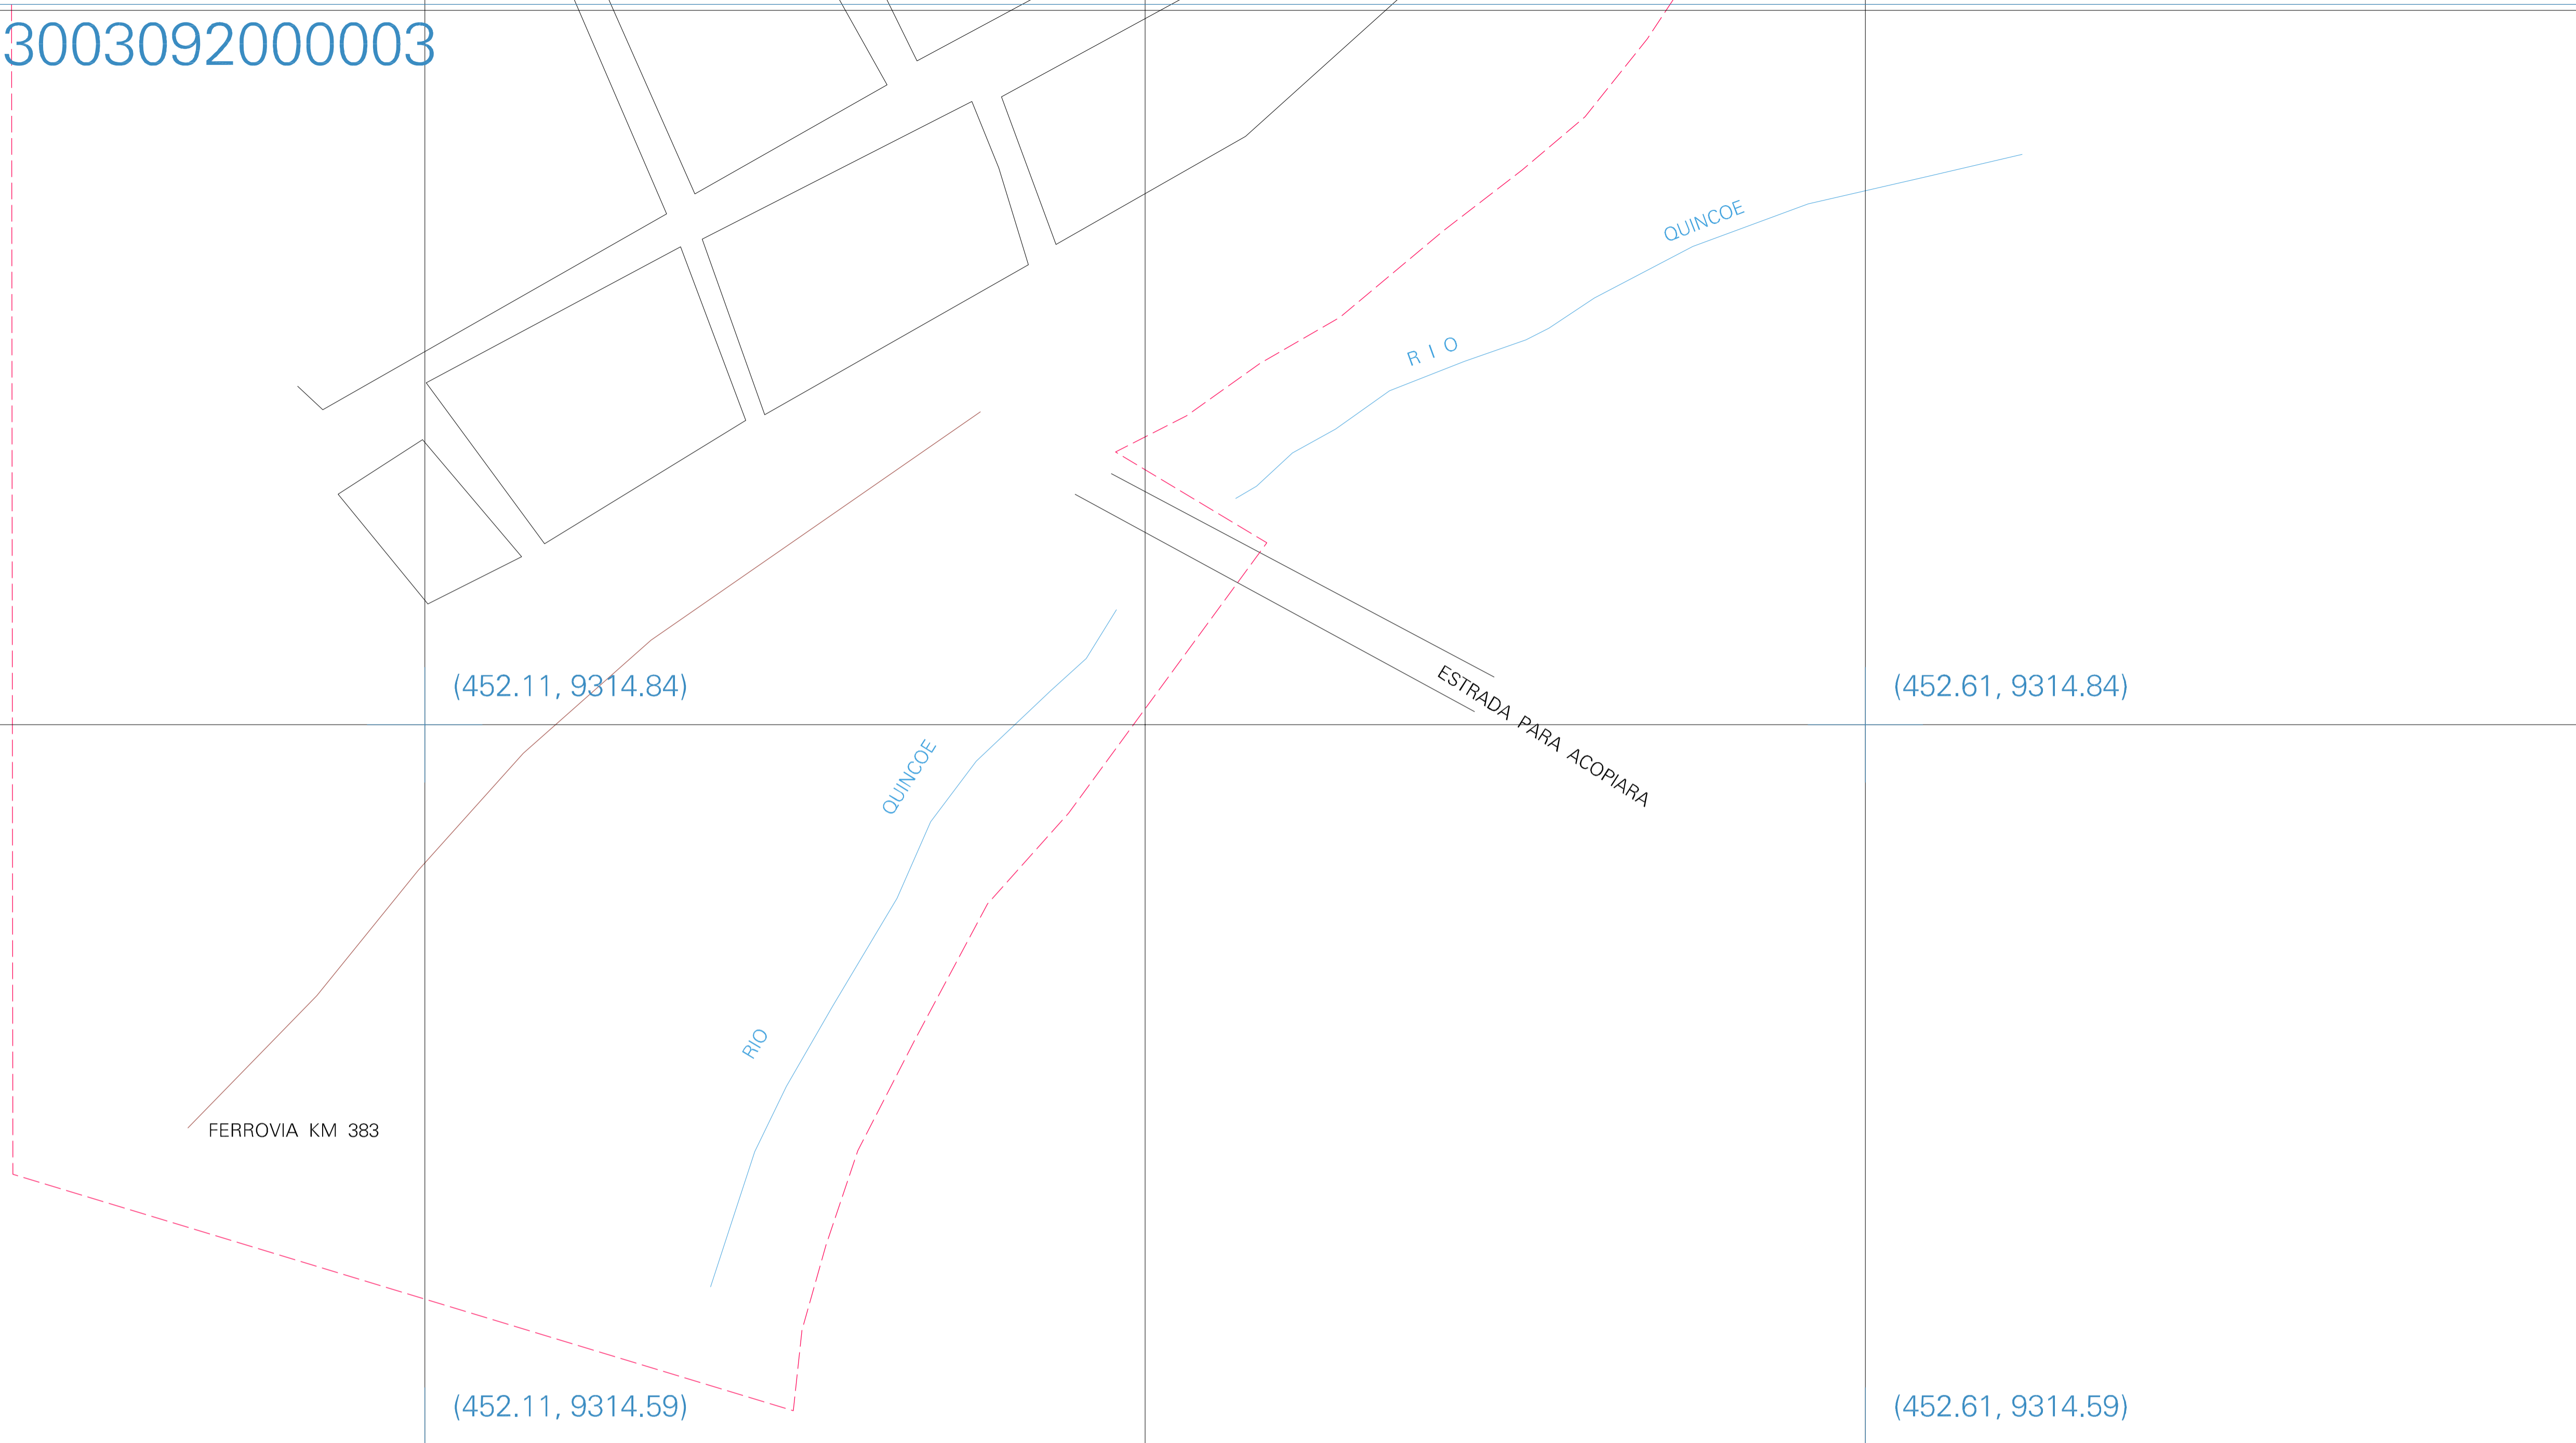 3003092000003
QUINCOE
R I O
(452.11, 9314.84)
(452.61, 9314.84)
ESTRADA PARA ACOPIARA
QUINCOE
RIO
FERROVIA KM 383
(452.11, 9314.59)
(452.61, 9314.59)